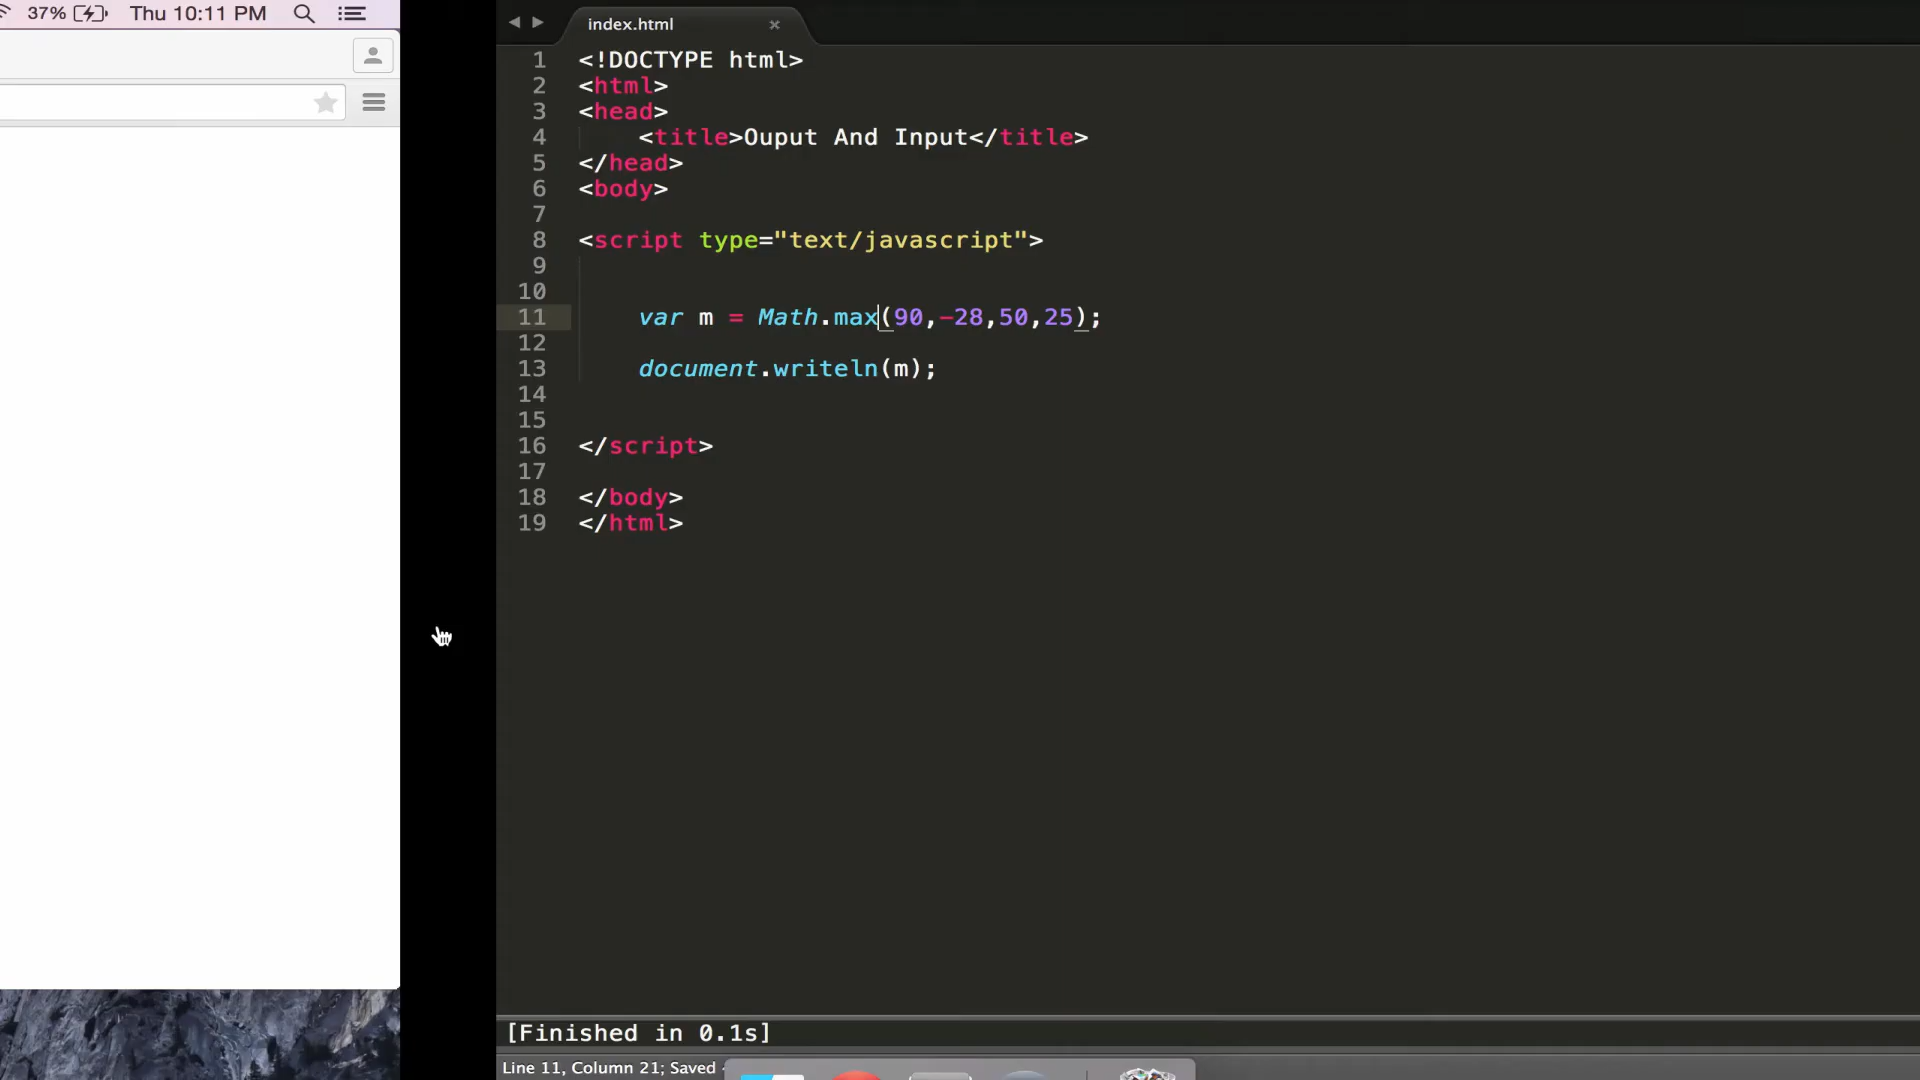 37% Thu 10:11 PM
index.html
1 <!DOCTYPE html>
2 <html>
3 <head>
4 <title>Ouput And Input</title>
5 </head>
6 <body>
7
8 <script type="text/javascript">
9
10
11 var m = Math.max(90,-28,50,25);
12
13 document.writeln(m);
14
15
16 </script>
17
18 </body>
19 </html>
[Finished in 0.1s]
Line 11, Column 21; Saved